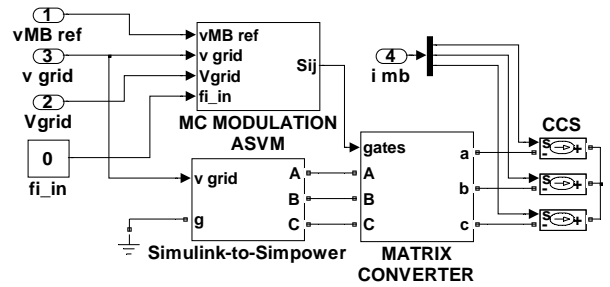 1
vMB ref
3
v grid
2
Vgrid
0
fi_in
vMB ref
v grid
Vgrid
fi_in
Sij
MC MODULATION
ASVM
v grid
g
A
B
C
Simulink-to-Simpower
gates
A
B
C
a
b
c
MATRIX
CONVERTER
4
i mb
CCS
s
-
+
s
-
+
s
-
+